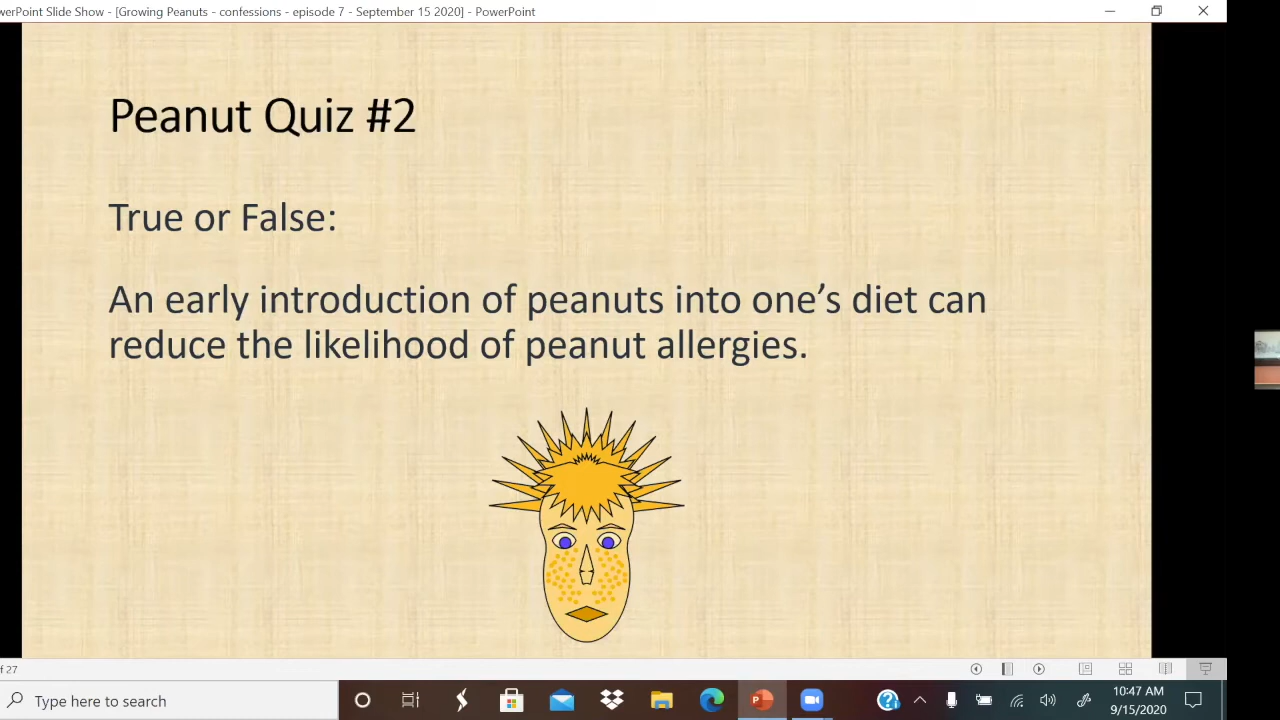 werPoint Slide Show - [Growing Peanuts - confessions - episode 7 - September 15 2020] - PowerPoint
Peanut Quiz #2
True or False:
An early introduction of peanuts into one’s diet can
reduce the likelihood of peanut allergies.
f 27
Type here to search
10:47 AM
9/15/2020